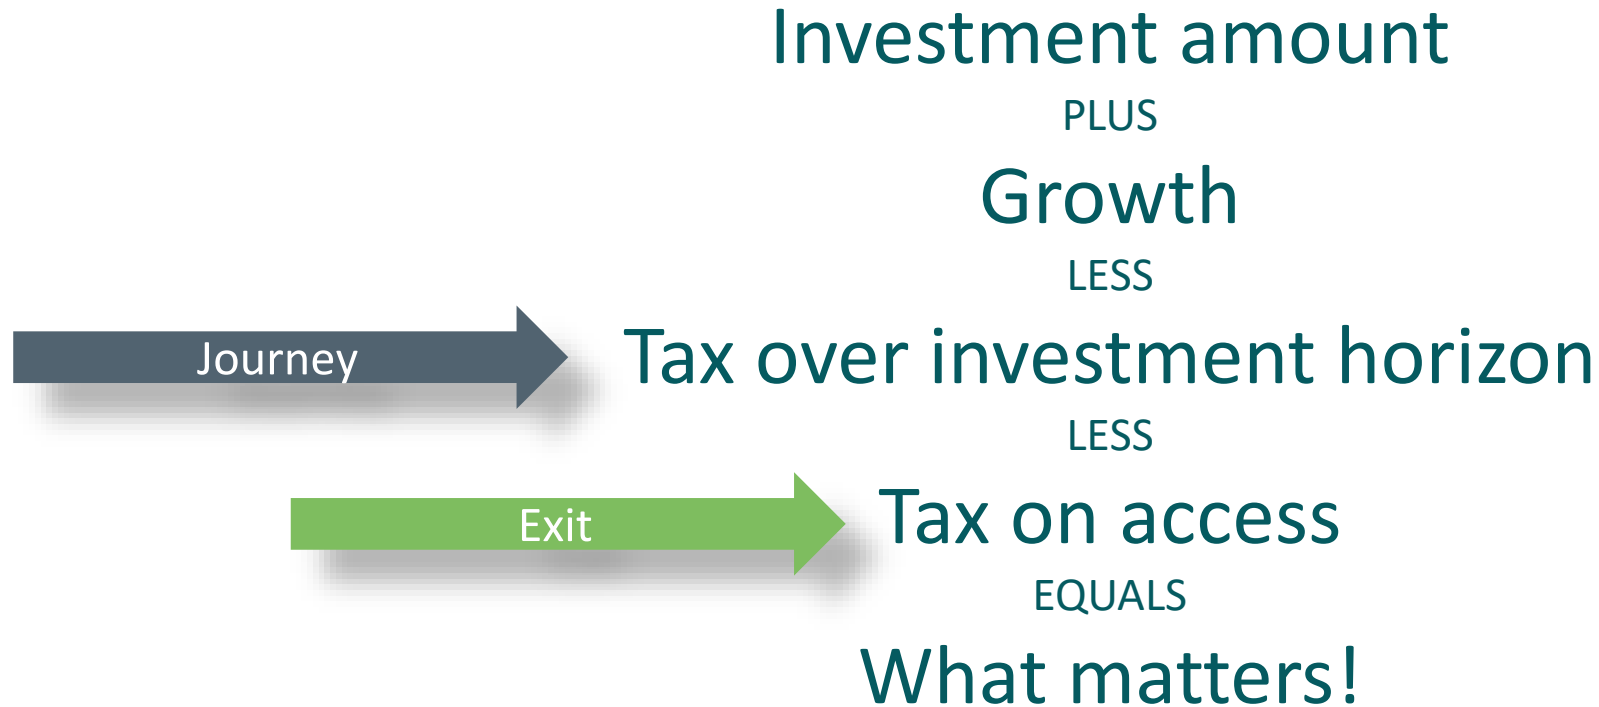 Investment amount
PLUS
Growth
LESS
Journey
Tax over investment horizon
LESS
Exit
Tax on access
EQUALS
What matters!